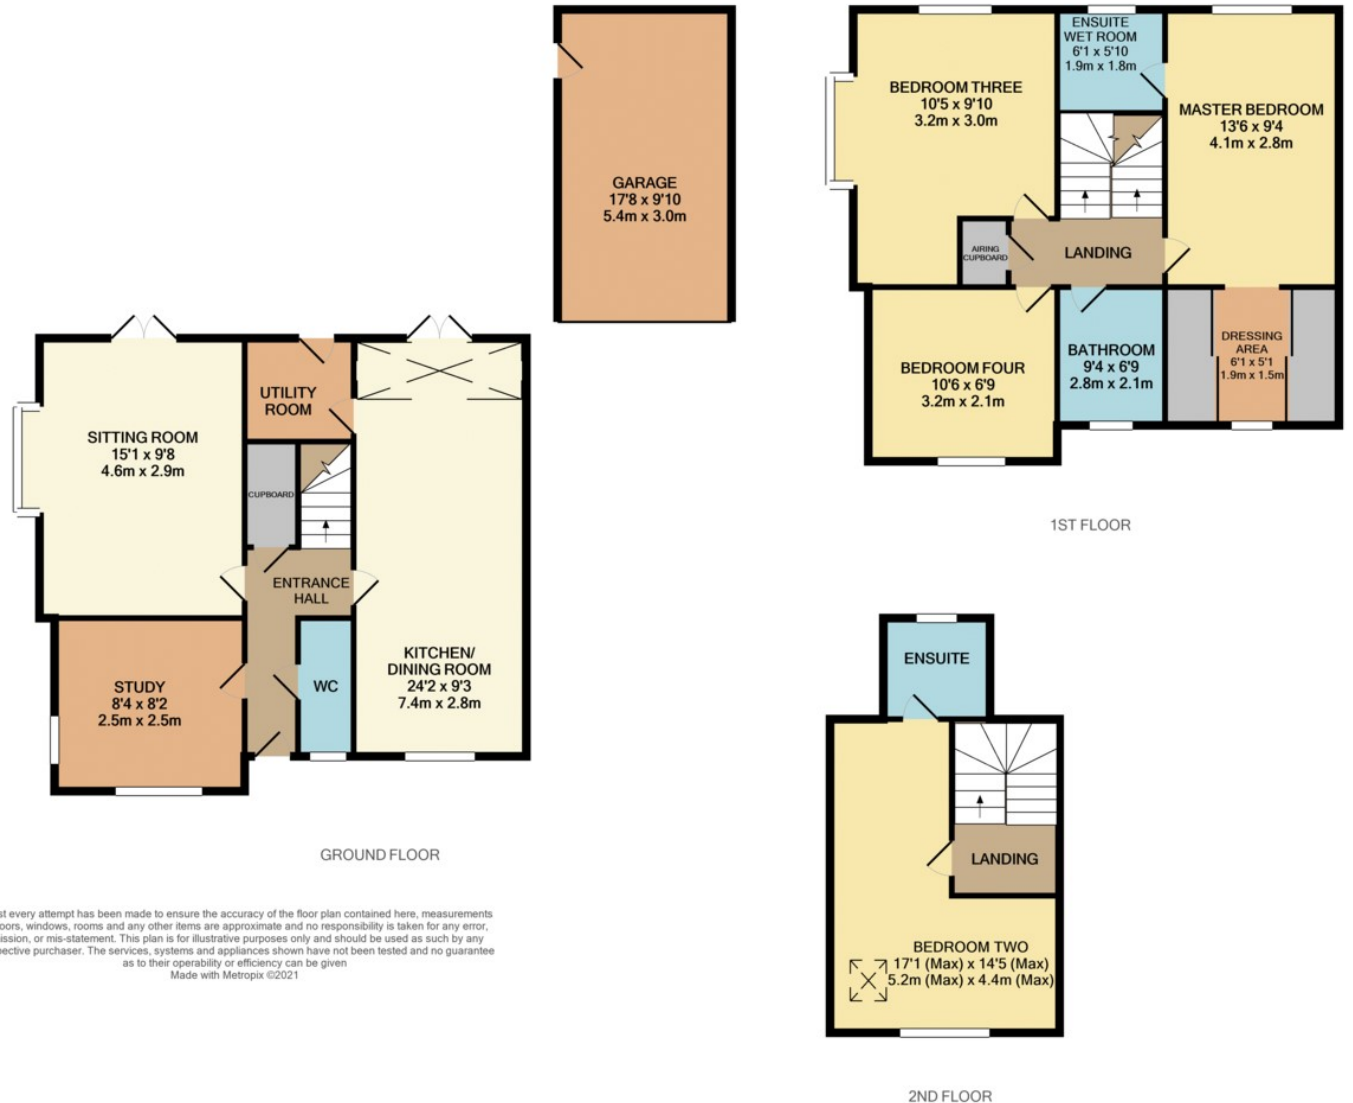 GARAGE
17'8 x 9'10
5.4m x 3.0m
SITTING ROOM
15'1 x 9'8
4.6m x 2.9m
UTILITY
ROOM
CUPBOARD
ENTRANCE
HALL
KITCHEN/
DINING ROOM
24'2 x 9'3
7.4m x 2.8m
STUDY
8'4 x 8'2
2.5m x 2.5m
WC
GROUND FLOOR
BEDROOM THREE
10'5 x 9'10
3.2m x 3.0m
ENSUITE
WET ROOM
6'1 x 5'10
1.9m x 1.8m
MASTER BEDROOM
13'6 x 9'4
4.1m x 2.8m
AIRING
CUPBOARD
LANDING
BEDROOM FOUR
10'6 x 6'9
3.2m x 2.1m
BATHROOM
9'4 x 6'9
2.8m x 2.1m
DRESSING
AREA
6'1 x 5'1
1.9m x 1.5m
1ST FLOOR
ENSUITE
LANDING
BEDROOM TWO
17'1 (Max) x 14'5 (Max)
5.2m (Max) x 4.4m (Max)
2ND FLOOR
every attempt has been made to ensure the accuracy of the floor plan contained here, measurements
windows, rooms and any other items are approximate and no responsibility is taken for any error,
or mis-statement. This plan is for illustrative purposes only and should be used as such by any
purchaser. The services, systems and appliances shown have not been tested and no guarantee
as to their operability or efficiency can be given
Made with Metropix ©2021